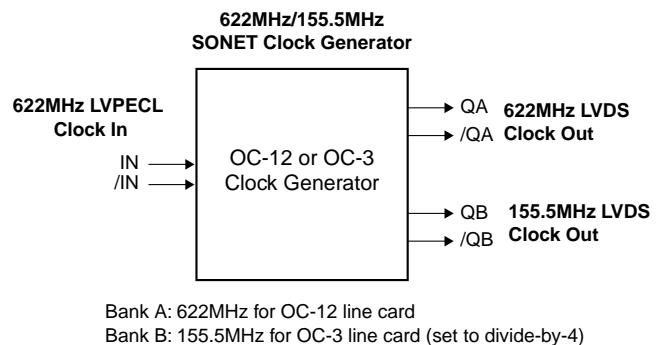 622MHz/155.5MHz
SONET Clock Generator
622MHz LVPECL
Clock In
IN
/IN
OC-12 or OC-3
Clock Generator
QA
/QA
622MHz LVDS
Clock Out
QB
/QB
155.5MHz LVDS
Clock Out
Bank A: 622MHz for OC-12 line card
Bank B: 155.5MHz for OC-3 line card (set to divide-by-4)